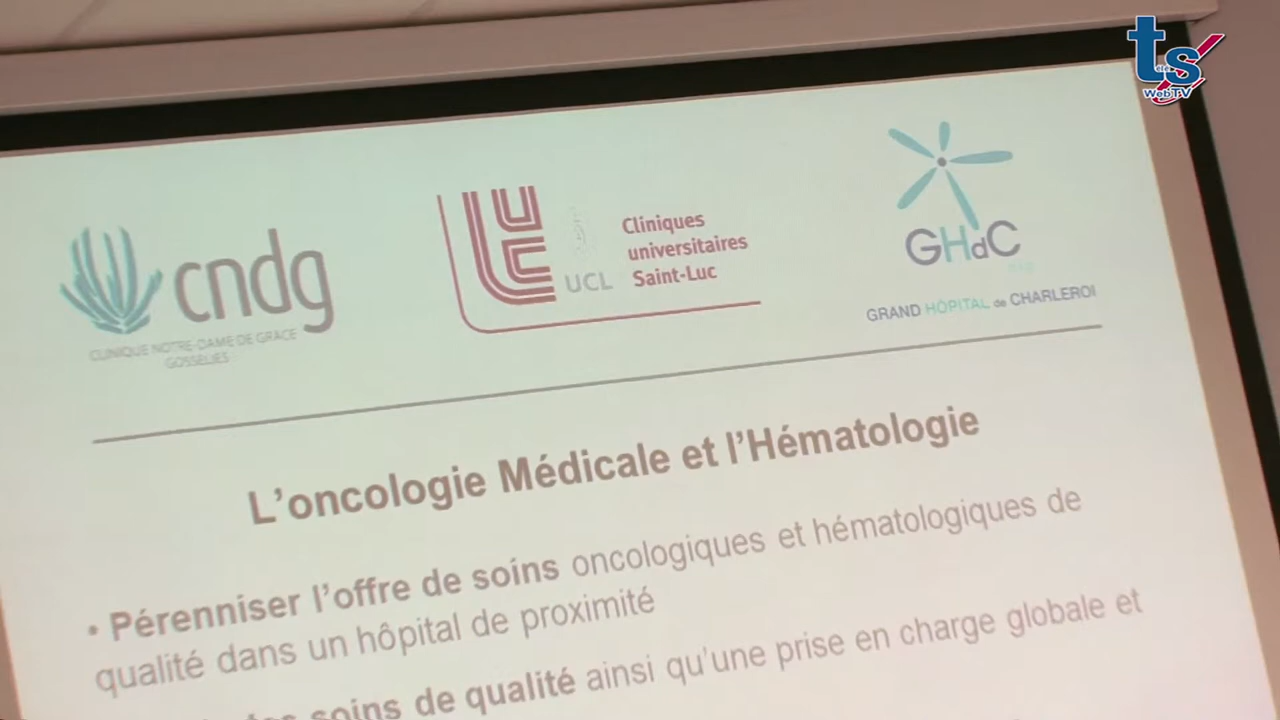 télé
ts
WebTV
cndg
CLINIQUE NOTRE-DAME DE GRACE
GOSSELIES
UCL
Cliniques
universitaires
Saint-Luc
GHdC
GRAND HÔPITAL de CHARLEROI
L'oncologie Médicale et l'Hématologie
• Pérenniser l'offre de soins oncologiques et hématologiques de
qualité dans un hôpital de proximité
soins de qualité ainsi qu'une prise en charge globale et